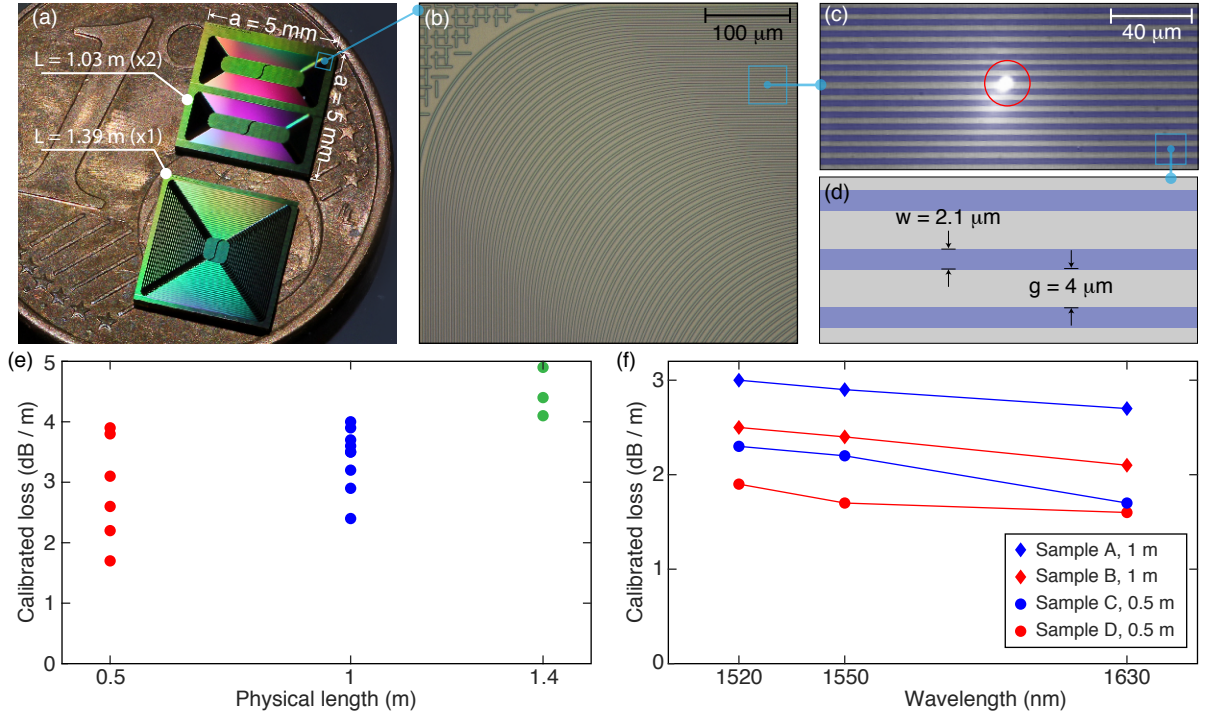 (a)
a = 5 mm
a = 5 mm
L = 1.03 m (x2)
L = 1.39 m (x1)
(b)
100 μm
(c)
40 μm
(d)
w = 2.1 μm
g = 4 μm
(e)
Calibrated loss (dB / m)
5
4
3
2
1
0
0.5
1
1.4
Physical length (m)
(f)
Calibrated loss (dB / m)
3
2
1
0
1520
1550
1630
Wavelength (nm)
Sample A, 1 m
Sample B, 1 m
Sample C, 0.5 m
Sample D, 0.5 m